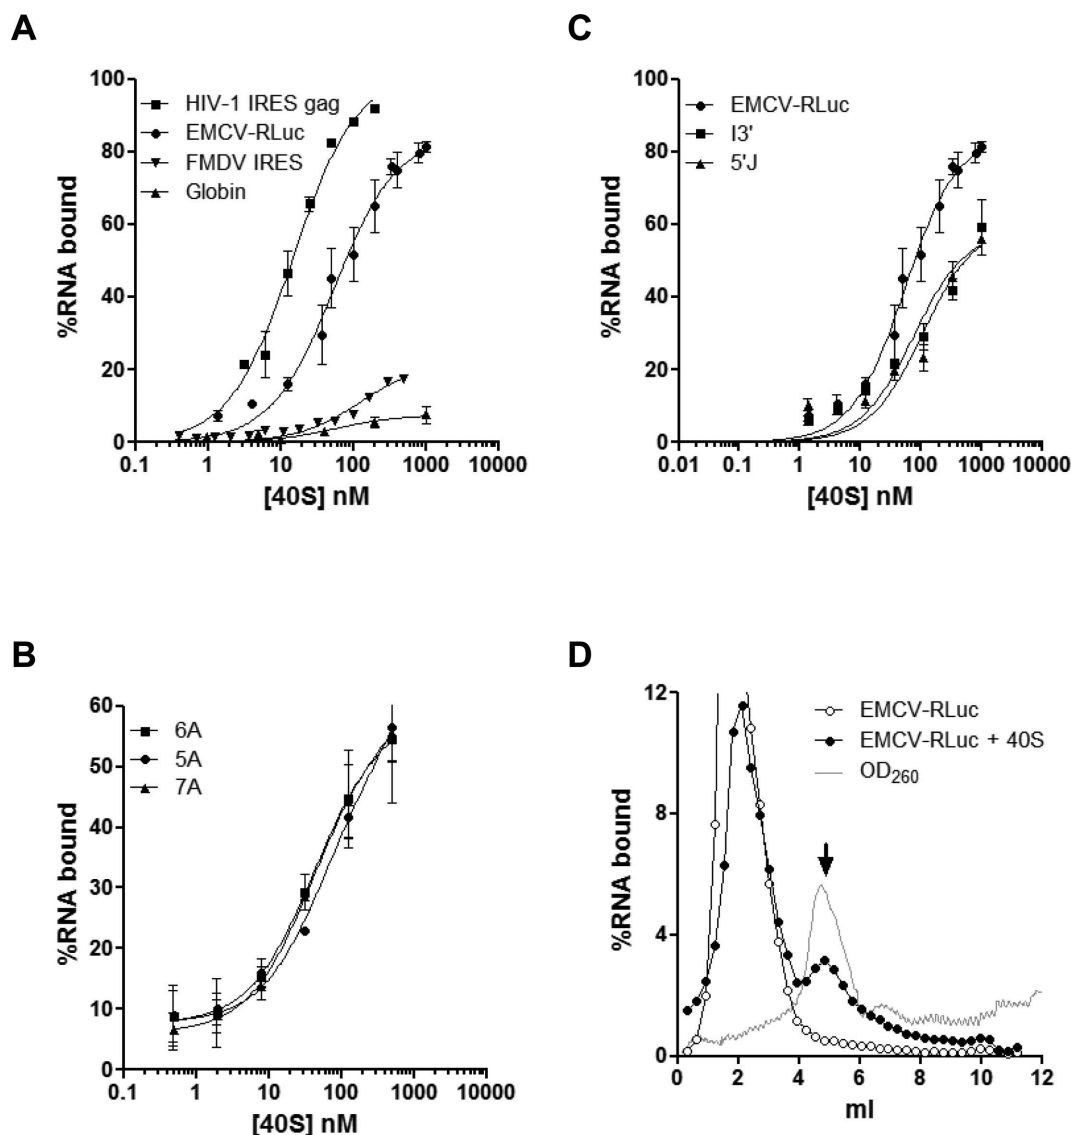 A
100
80
60
40
20
0
%RNA bound
HIV-1 IRES gag
EMCV-RLuc
FMDV IRES
Globin
0.1 1 10 100 1000 10000
[40S] nM
C
100
80
60
40
20
0
%RNA bound
EMCV-RLuc
I3'
5'J
0.01 0.1 1 10 100 1000 10000
[40S] nM
B
60
50
40
30
20
10
0
%RNA bound
6A
5A
7A
0.1 1 10 100 1000 10000
[40S] nM
D
12
8
4
0
%RNA bound
EMCV-RLuc
EMCV-RLuc + 40S
OD260
0 2 4 6 8 10 12
ml